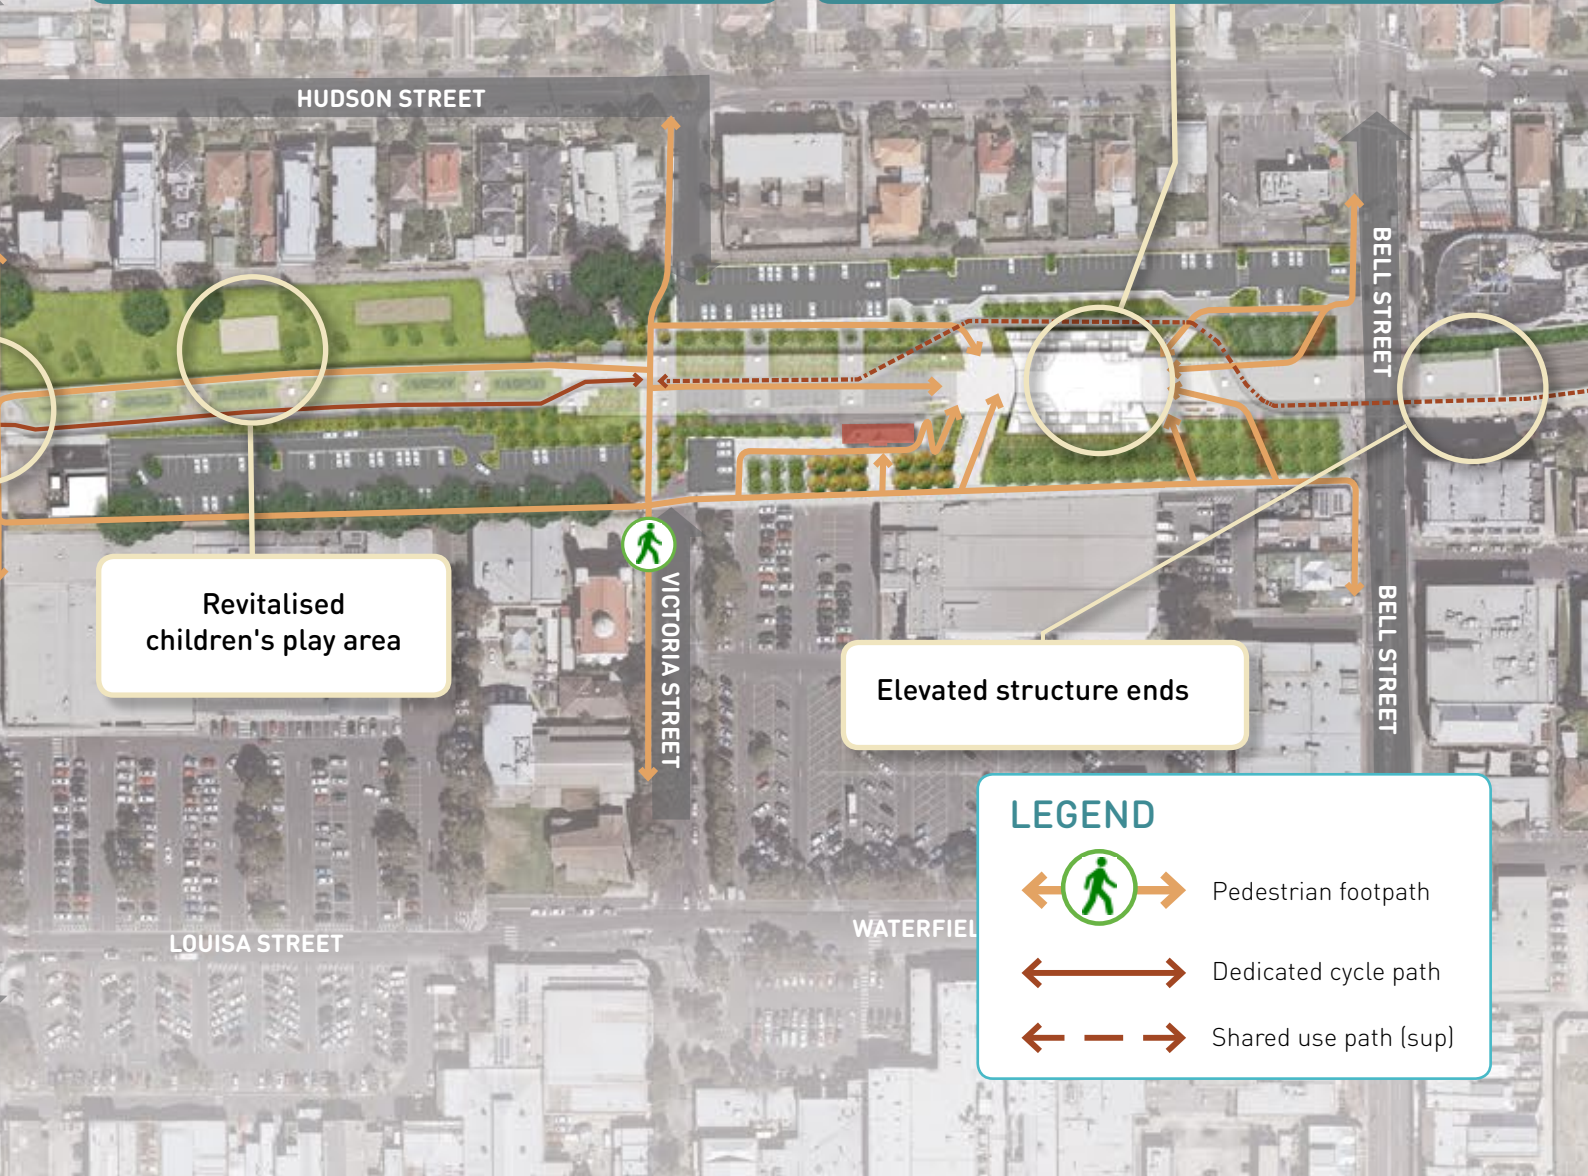 HUDSON STREET
BELL STREET
Revitalised
children's play area
VICTORIA STREET
BELL STREET
Elevated structure ends
LEGEND
Pedestrian footpath
Dedicated cycle path
Shared use path (sup)
LOUISA STREET
WATERFIEL